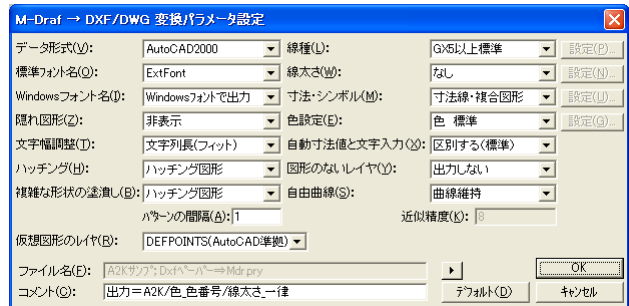 M-Draf → DXF/DWG 変換パラメータ設定
データ形式(V): AutoCAD2000 線種(L): GX5以上標準 設定(P)...
標準フォント名(O): ExtFont 線太さ(W): なし 設定(N)...
Windowsフォント名(I): Windowsフォントで出力 寸法・シンボル(M): 寸法線・複合図形 設定(U)...
隠れ図形(Z): 非表示 色設定(E): 色 標準 設定(G)...
文字幅調整(T): 文字列長(フィット) 自動寸法値と文字入力(X): 区別する(標準)
ハッチング(H): ハッチング図形 図形のないレイヤ(Y): 出力しない
複雑な形状の塗潰し(B): ハッチング図形 自由曲線(S): 曲線維持
パターンの間隔(A): 1 近似精度(K): 8
仮想図形のレイヤ(R): DEFPOINTS(AutoCAD準拠)
ファイル名(F): A2Kサンプ; Dxfペーパー⇒Mdr.pry OK
コメント(C): 出力=A2K/色_色番号/線太さ_一律 デフォルト(D) キャンセル